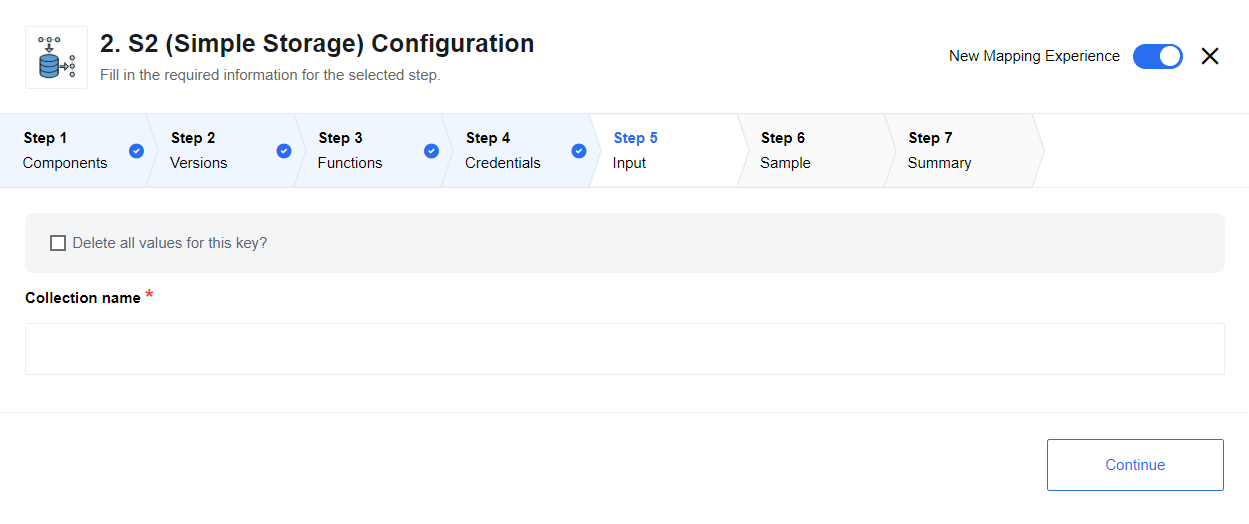 2. S2 (Simple Storage) Configuration
Fill in the required information for the selected step.
New Mapping Experience
Step 1
Components
Step 2
Versions
Step 3
Functions
Step 4
Credentials
Step 5
Input
Step 6
Sample
Step 7
Summary
Delete all values for this key?
Collection name *
Continue